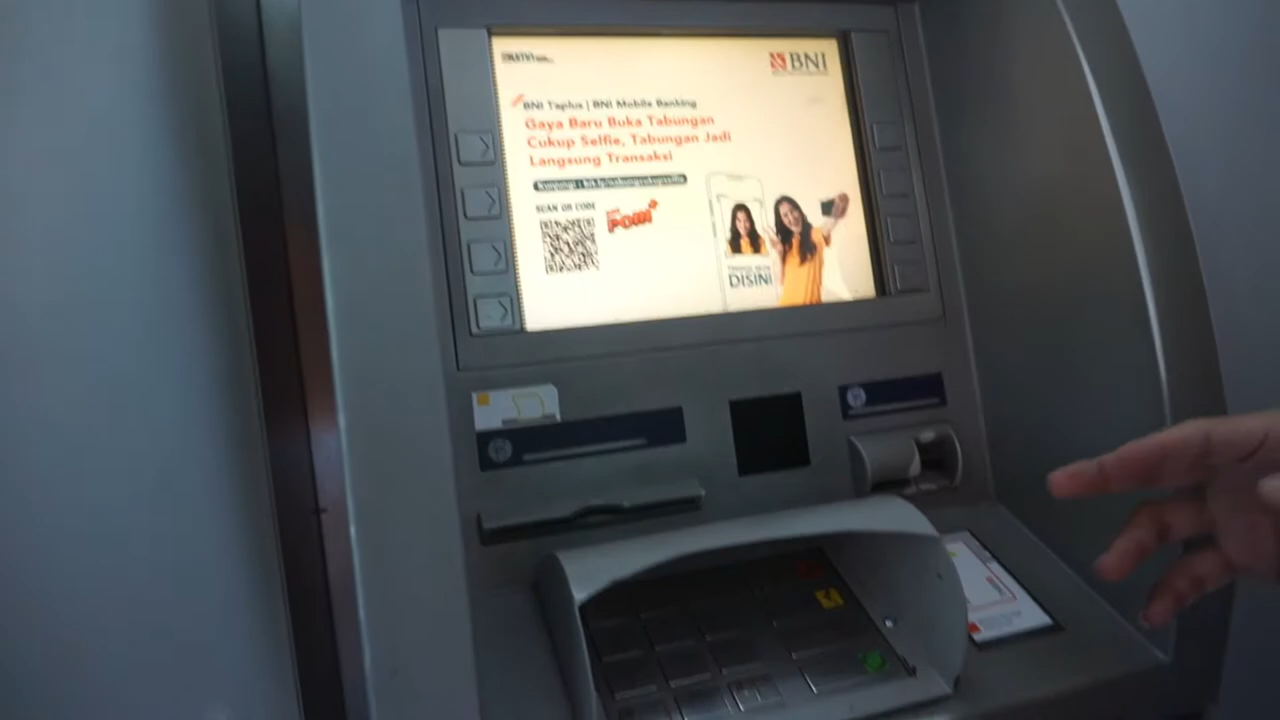 BNI
BNI Taplus | BNI Mobile Banking
Gaya Baru Buka Tabungan
Cukup Selfie, Tabungan Jadi
Langsung Transaksi
SCAN QR CODE
POIN
DISINI